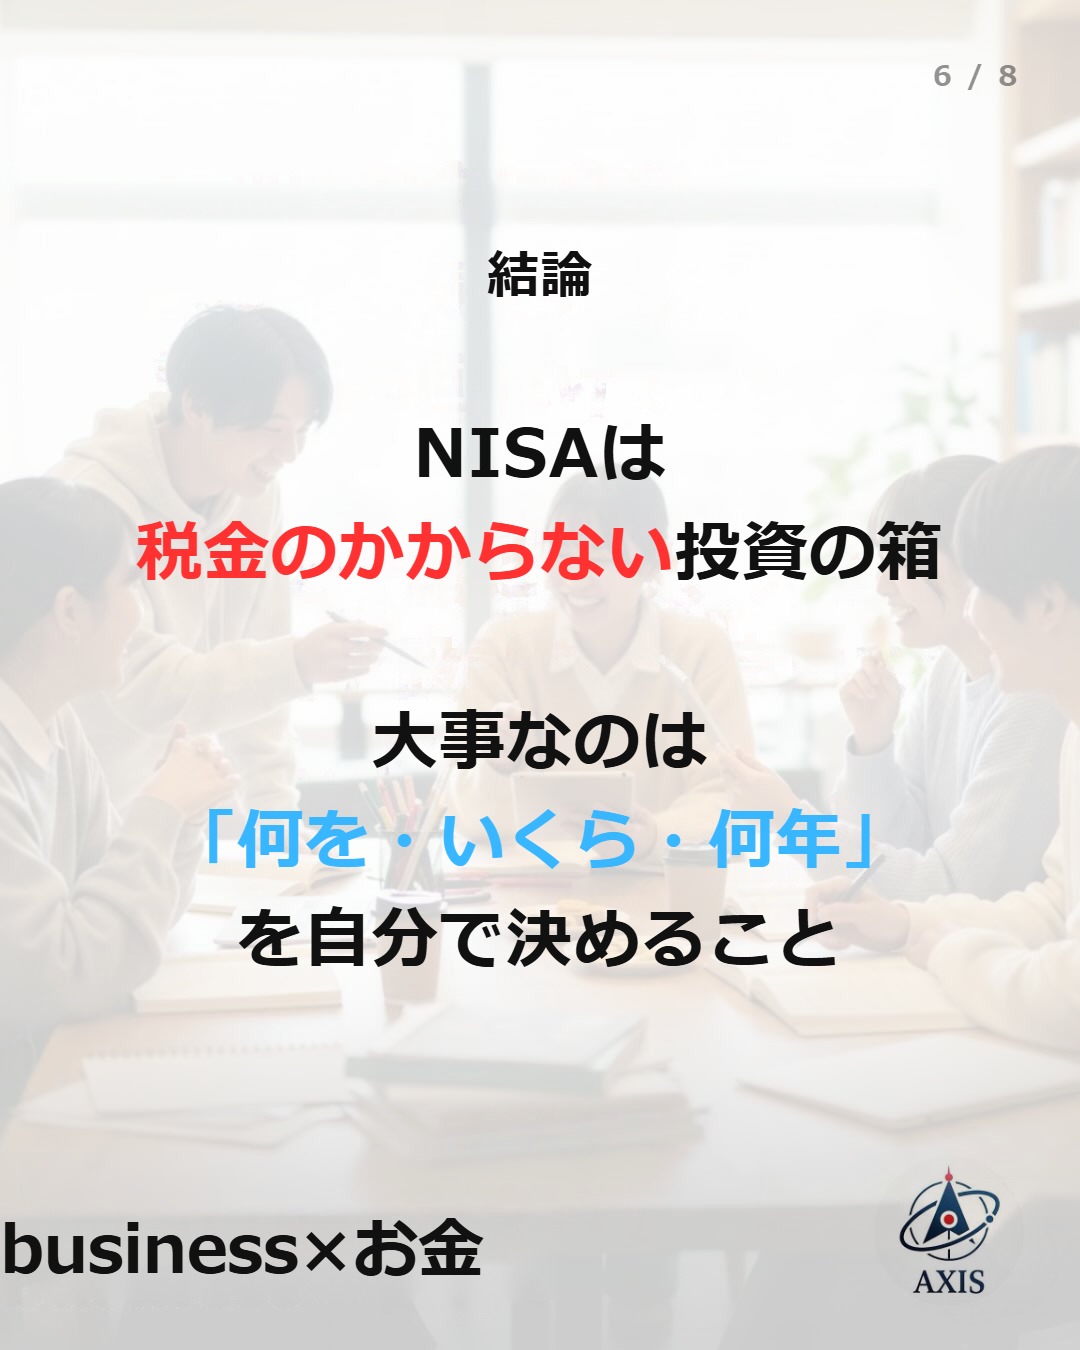 6 / 8
結論
NISAは
税金のかからない投資の箱
大事なのは
「何を・いくら・何年」
を自分で決めること
business×お金
AXIS